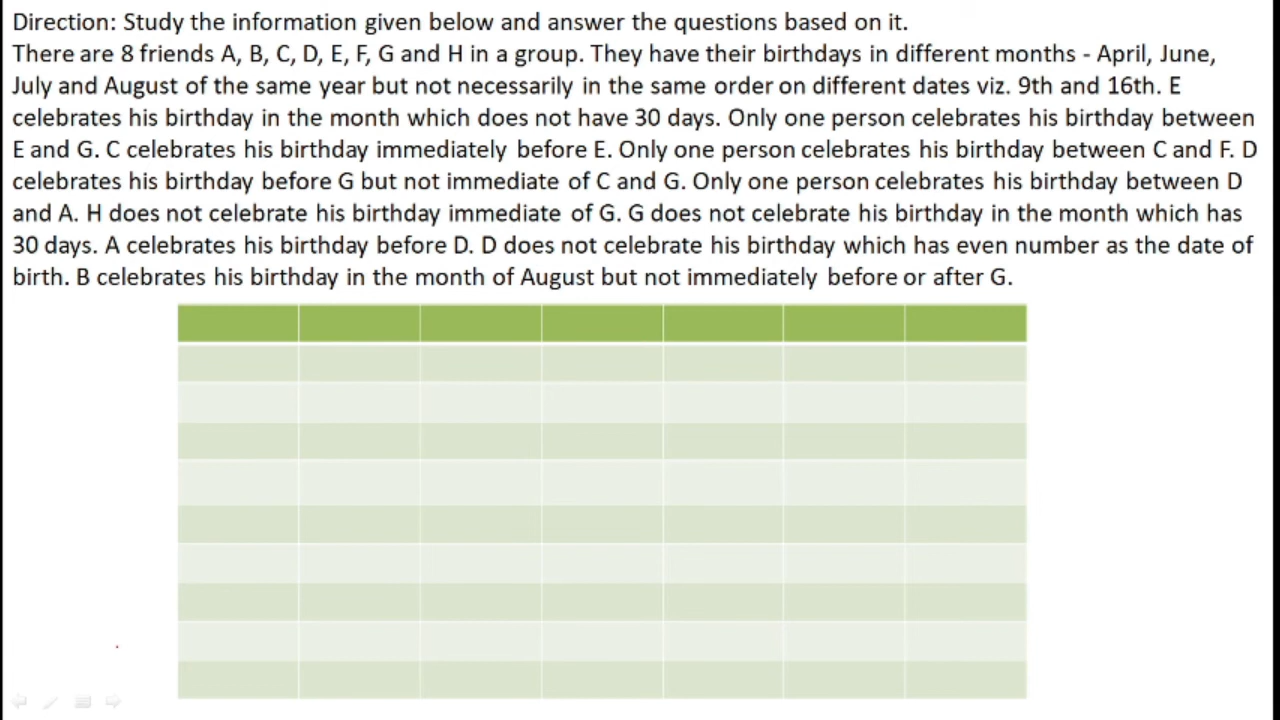 Direction: Study the information given below and answer the questions based on it.
There are 8 friends A, B, C, D, E, F, G and H in a group. They have their birthdays in different months - April, June,
July and August of the same year but not necessarily in the same order on different dates viz. 9th and 16th. E
celebrates his birthday in the month which does not have 30 days. Only one person celebrates his birthday between
E and G. C celebrates his birthday immediately before E. Only one person celebrates his birthday between C and F. D
celebrates his birthday before G but not immediate of C and G. Only one person celebrates his birthday between D
and A. H does not celebrate his birthday immediate of G. G does not celebrate his birthday in the month which has
30 days. A celebrates his birthday before D. D does not celebrate his birthday which has even number as the date of
birth. B celebrates his birthday in the month of August but not immediately before or after G.